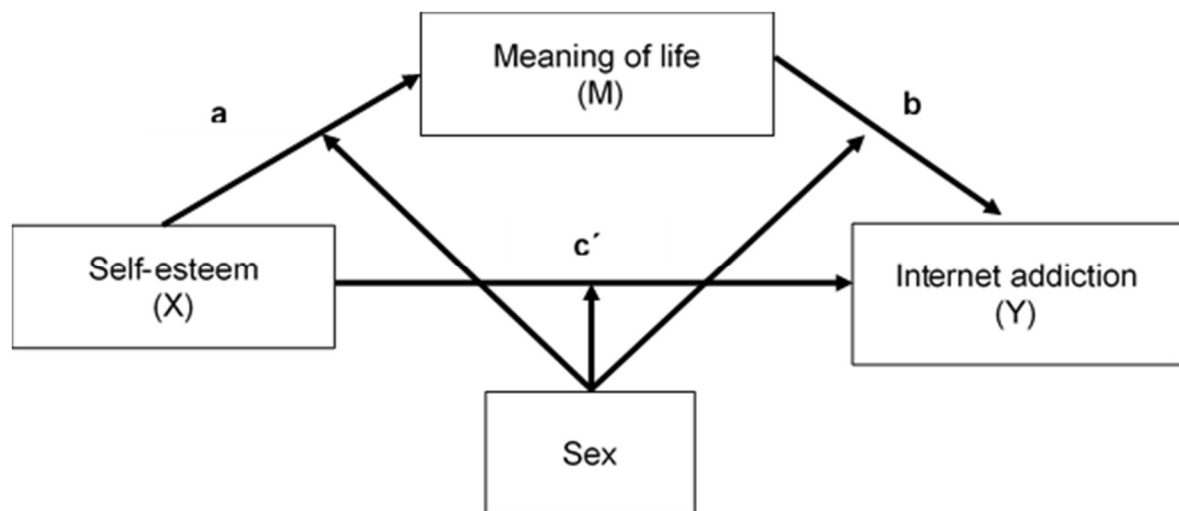 Meaning of life
(M)
a
b
c´
Self-esteem
(X)
Internet addiction
(Y)
Sex